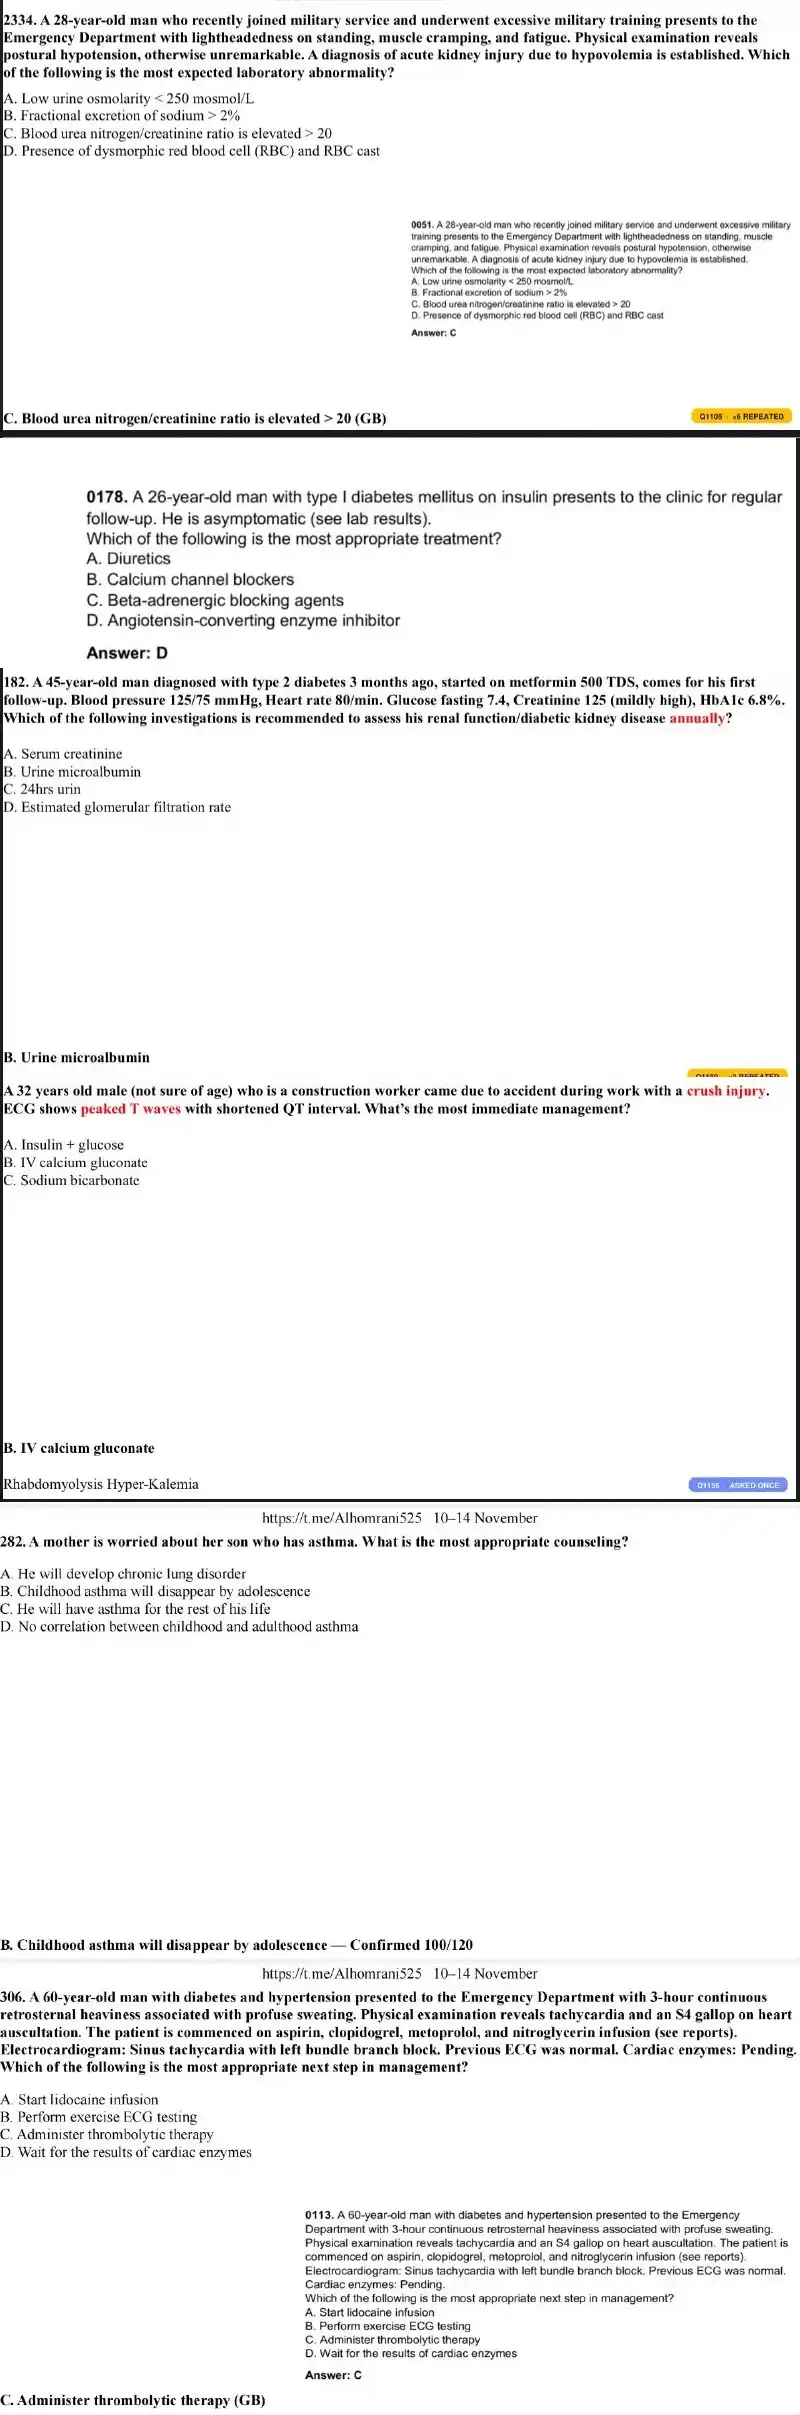 2334. A 28-year-old man who recently joined military service and underwent excessive military training presents to the
Emergency Department with lightheadedness on standing, muscle cramping, and fatigue. Physical examination reveals
postural hypotension, otherwise unremarkable. A diagnosis of acute kidney injury due to hypovolemia is established. Which
of the following is the most expected laboratory abnormality?
A. Low urine osmolarity < 250 mosmol/L
B. Fractional excretion of sodium > 2%
C. Blood urea nitrogen/creatinine ratio is elevated > 20
D. Presence of dysmorphic red blood cell (RBC) and RBC cast
0051. A 28-year-old man who recently joined military service and underwent excessive military
training presents to the Emergency Department with lightheadedness on standing, muscle
cramping, and fatigue. Physical examination reveals postural hypotension, otherwise
unremarkable. A diagnosis of acute kidney injury due to hypovolemia is established.
Which of the following is the most expected laboratory abnormality?
A. Low urine osmolarity < 250 mosmol/L
B. Fractional excretion of sodium > 2%
C. Blood urea nitrogen/creatinine ratio is elevated > 20
D. Presence of dysmorphic red blood cell (RBC) and RBC cast
Answer: C
C. Blood urea nitrogen/creatinine ratio is elevated > 20 (GB)
Q1105 · ×6 REPEATED
0178. A 26-year-old man with type I diabetes mellitus on insulin presents to the clinic for regular
follow-up. He is asymptomatic (see lab results).
Which of the following is the most appropriate treatment?
A. Diuretics
B. Calcium channel blockers
C. Beta-adrenergic blocking agents
D. Angiotensin-converting enzyme inhibitor
Answer: D
182. A 45-year-old man diagnosed with type 2 diabetes 3 months ago, started on metformin 500 TDS, comes for his first
follow-up. Blood pressure 125/75 mmHg, Heart rate 80/min. Glucose fasting 7.4, Creatinine 125 (mildly high), HbA1c 6.8%.
Which of the following investigations is recommended to assess his renal function/diabetic kidney disease annually?
A. Serum creatinine
B. Urine microalbumin
C. 24hrs urin
D. Estimated glomerular filtration rate
B. Urine microalbumin
A 32 years old male (not sure of age) who is a construction worker came due to accident during work with a crush injury.
ECG shows peaked T waves with shortened QT interval. What's the most immediate management?
A. Insulin + glucose
B. IV calcium gluconate
C. Sodium bicarbonate
B. IV calcium gluconate
Rhabdomyolysis Hyper-Kalemia
Q1156 · ASKED ONCE
https://t.me/Alhomrani525 10–14 November
282. A mother is worried about her son who has asthma. What is the most appropriate counseling?
A. He will develop chronic lung disorder
B. Childhood asthma will disappear by adolescence
C. He will have asthma for the rest of his life
D. No correlation between childhood and adulthood asthma
B. Childhood asthma will disappear by adolescence — Confirmed 100/120
https://t.me/Alhomrani525 10–14 November
306. A 60-year-old man with diabetes and hypertension presented to the Emergency Department with 3-hour continuous
retrosternal heaviness associated with profuse sweating. Physical examination reveals tachycardia and an S4 gallop on heart
auscultation. The patient is commenced on aspirin, clopidogrel, metoprolol, and nitroglycerin infusion (see reports).
Electrocardiogram: Sinus tachycardia with left bundle branch block. Previous ECG was normal. Cardiac enzymes: Pending.
Which of the following is the most appropriate next step in management?
A. Start lidocaine infusion
B. Perform exercise ECG testing
C. Administer thrombolytic therapy
D. Wait for the results of cardiac enzymes
0113. A 60-year-old man with diabetes and hypertension presented to the Emergency
Department with 3-hour continuous retrosternal heaviness associated with profuse sweating.
Physical examination reveals tachycardia and an S4 gallop on heart auscultation. The patient is
commenced on aspirin, clopidogrel, metoprolol, and nitroglycerin infusion (see reports).
Electrocardiogram: Sinus tachycardia with left bundle branch block. Previous ECG was normal.
Cardiac enzymes: Pending.
Which of the following is the most appropriate next step in management?
A. Start lidocaine infusion
B. Perform exercise ECG testing
C. Administer thrombolytic therapy
D. Wait for the results of cardiac enzymes
Answer: C
C. Administer thrombolytic therapy (GB)